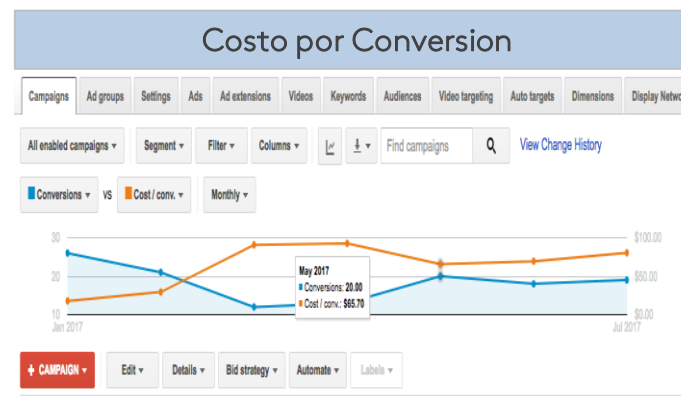 Costo por Conversion
Campaigns Ad groups Settings Ads Ad extensions Videos Keywords Audiences Video targeting Auto targets Dimensions Display Netwo
All enabled campaigns Segment Filter Columns Find campaigns View Change History
Conversions VS Cost / conv. Monthly
30 $100.00
May 2017
Conversions: 20.00
20 $50.00
Cost / conv.: $65.70
10 $0.00
Jan 2017 Jul 2017
+ CAMPAIGN Edit Details Bid strategy Automate Labels